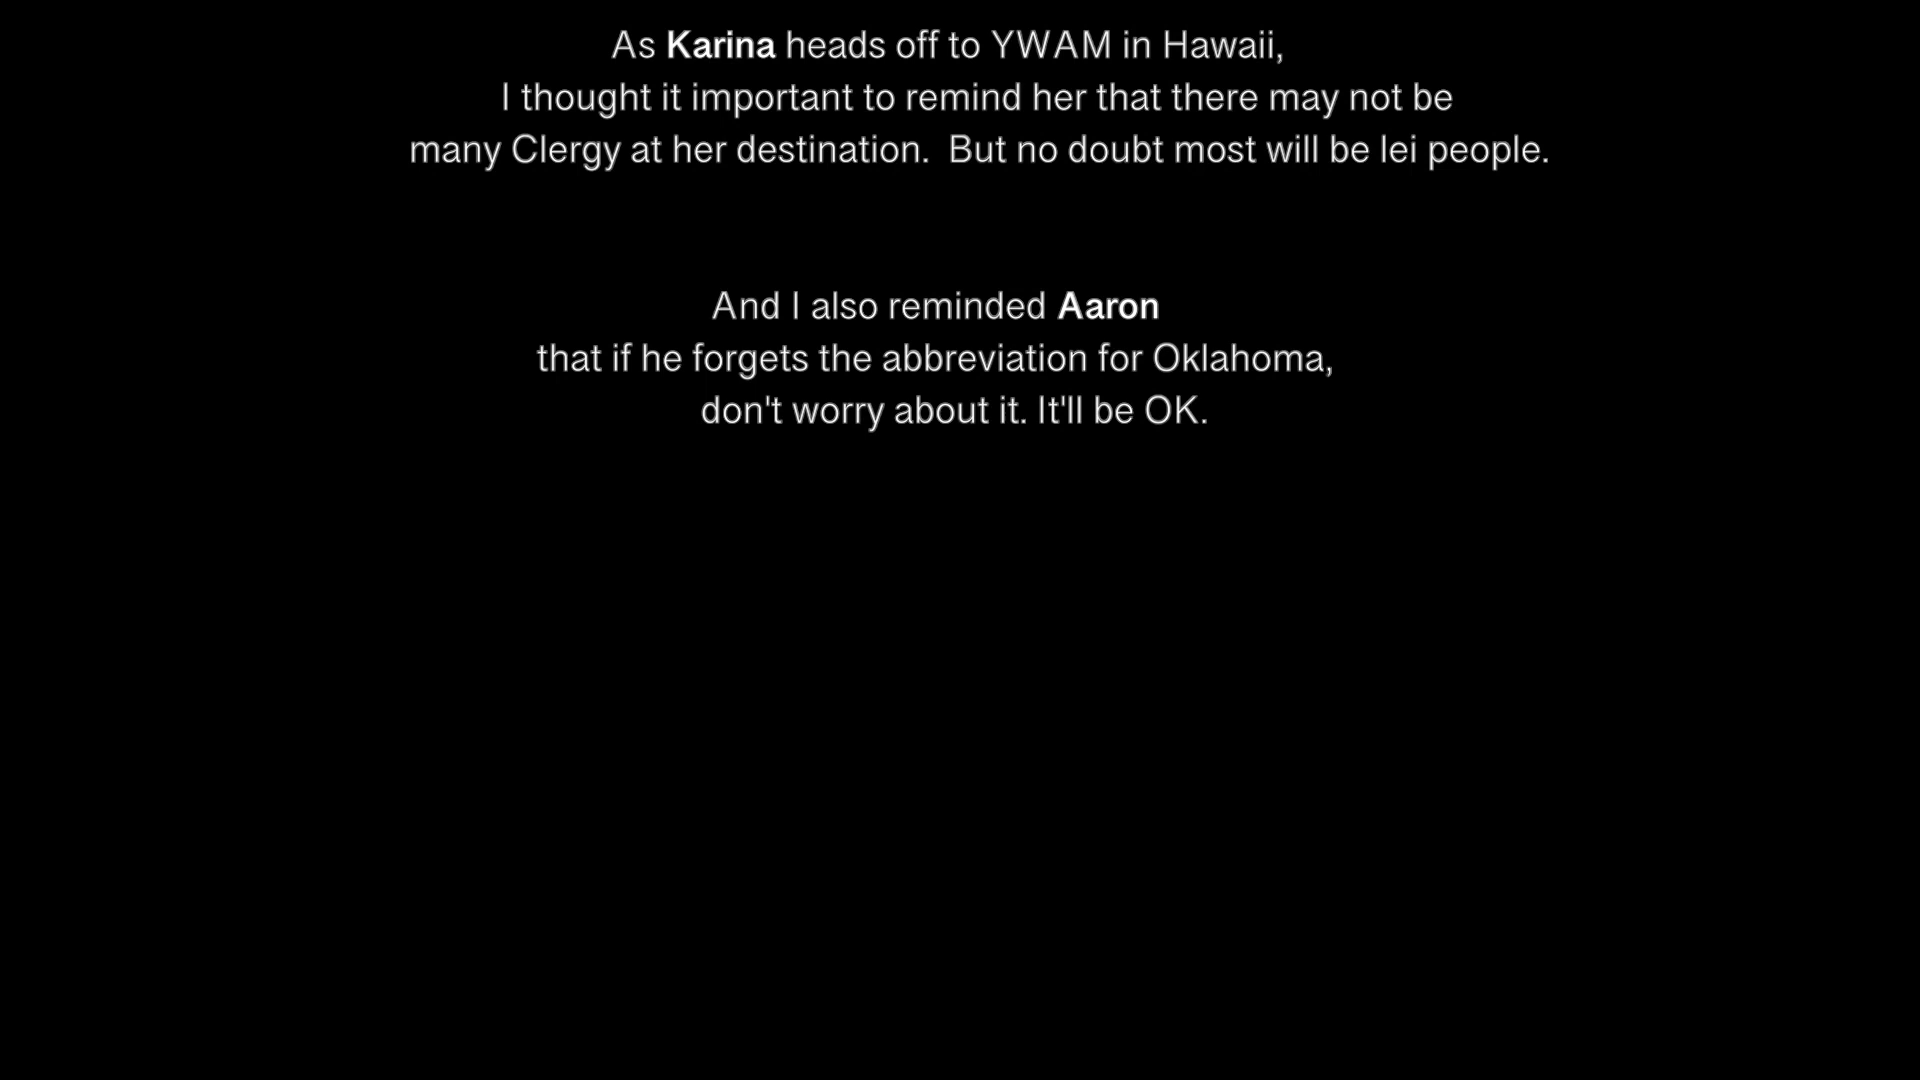 As Karina heads off to YWAM in Hawaii,
I thought it important to remind her that there may not be
many Clergy at her destination.  But no doubt most will be lei people.
And I also reminded Aaron
that if he forgets the abbreviation for Oklahoma,
don't worry about it. It'll be OK.